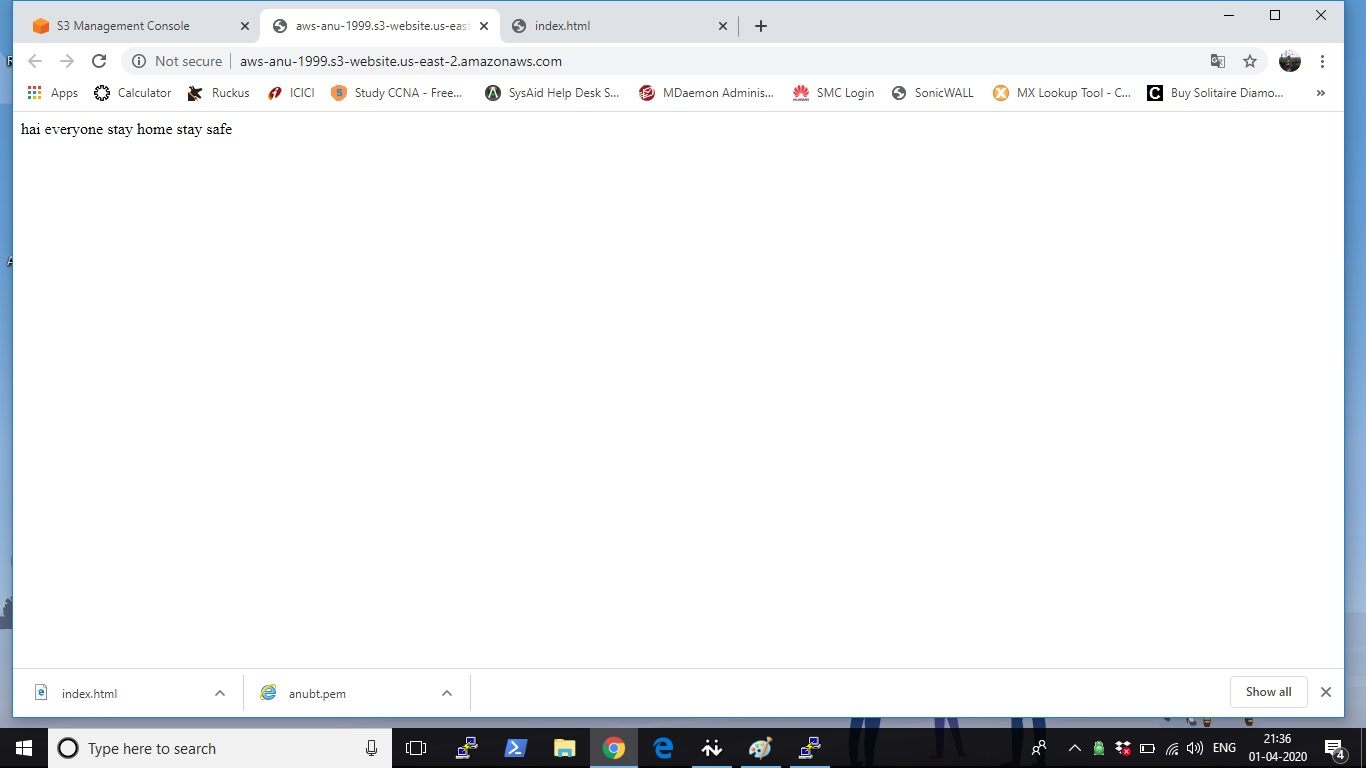 S3 Management Console
aws-anu-1999.s3-website.us-east
index.html
Not secure
aws-anu-1999.s3-website.us-east-2.amazonaws.com
Apps
Calculator
Ruckus
ICICI
Study CCNA - Free...
SysAid Help Desk S...
MDaemon Adminis...
SMC Login
SonicWALL
MX Lookup Tool - C...
Buy Solitaire Diamo...
hai everyone stay home stay safe
index.html
anubt.pem
Show all
Type here to search
ENG
21:36
01-04-2020
4